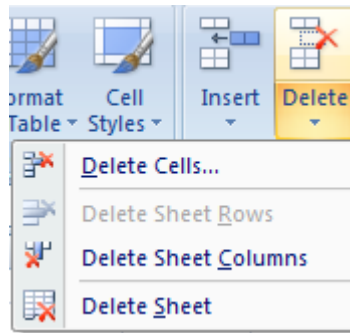 ormat Cell Insert Delete
Table Styles
Delete Cells...
Delete Sheet Rows
Delete Sheet Columns
Delete Sheet